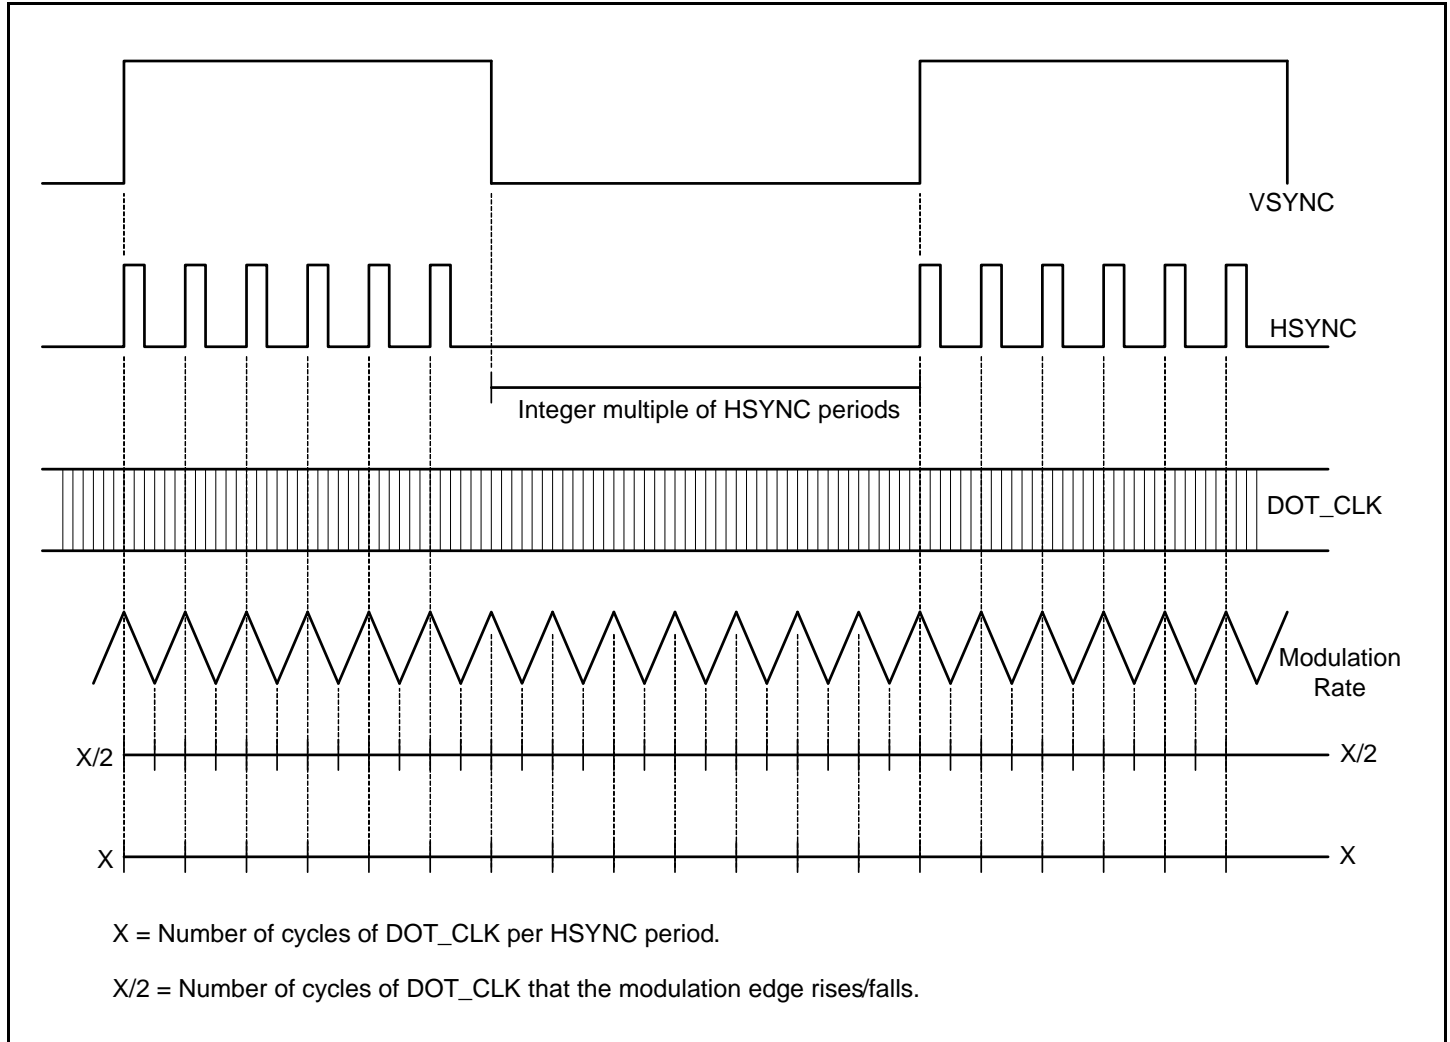 VSYNC
HSYNC
Integer multiple of HSYNC periods
DOT_CLK
Modulation
Rate
X/2
X/2
X
X
X = Number of cycles of DOT_CLK per HSYNC period.
X/2 = Number of cycles of DOT_CLK that the modulation edge rises/falls.